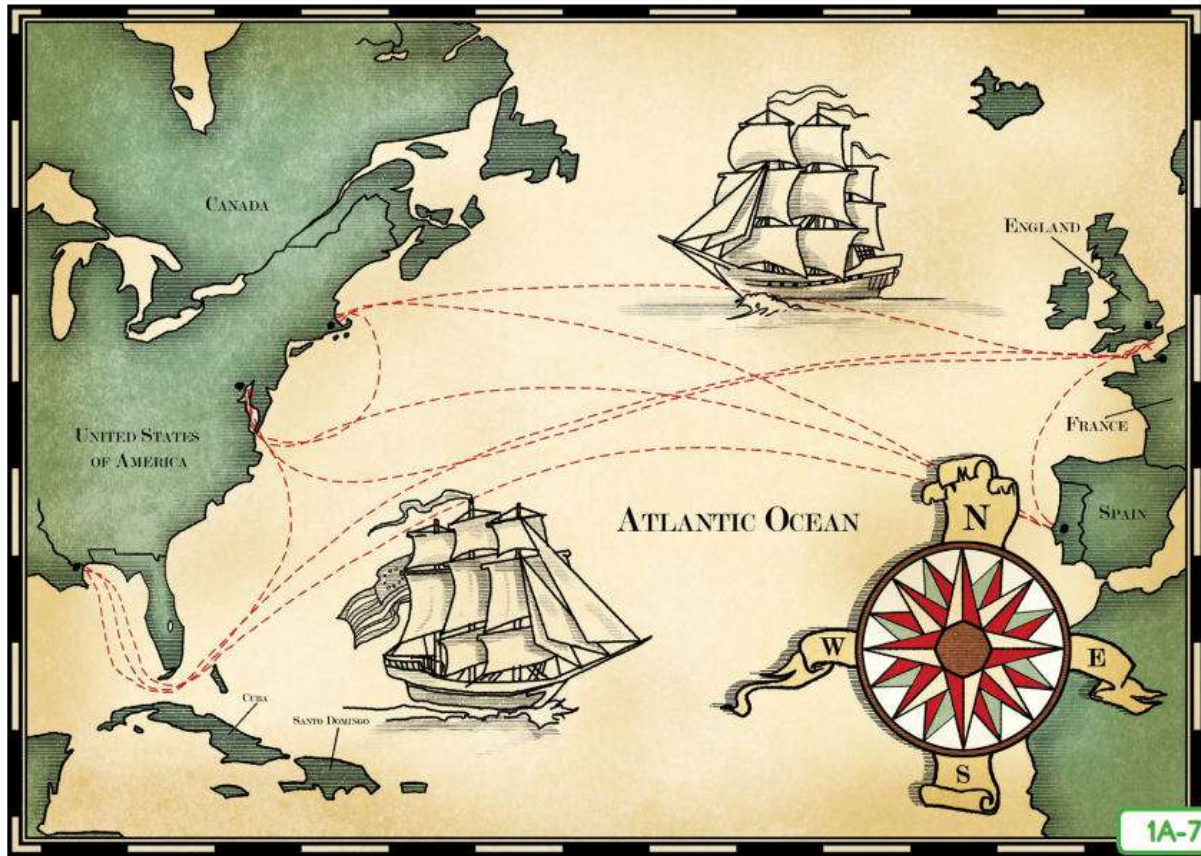 CANADA
ENGLAND
UNITED STATES
OF AMERICA
FRANCE
ATLANTIC OCEAN
N
SPAIN
W
E
CUBA
SANTO DOMINGO
S
1A-7